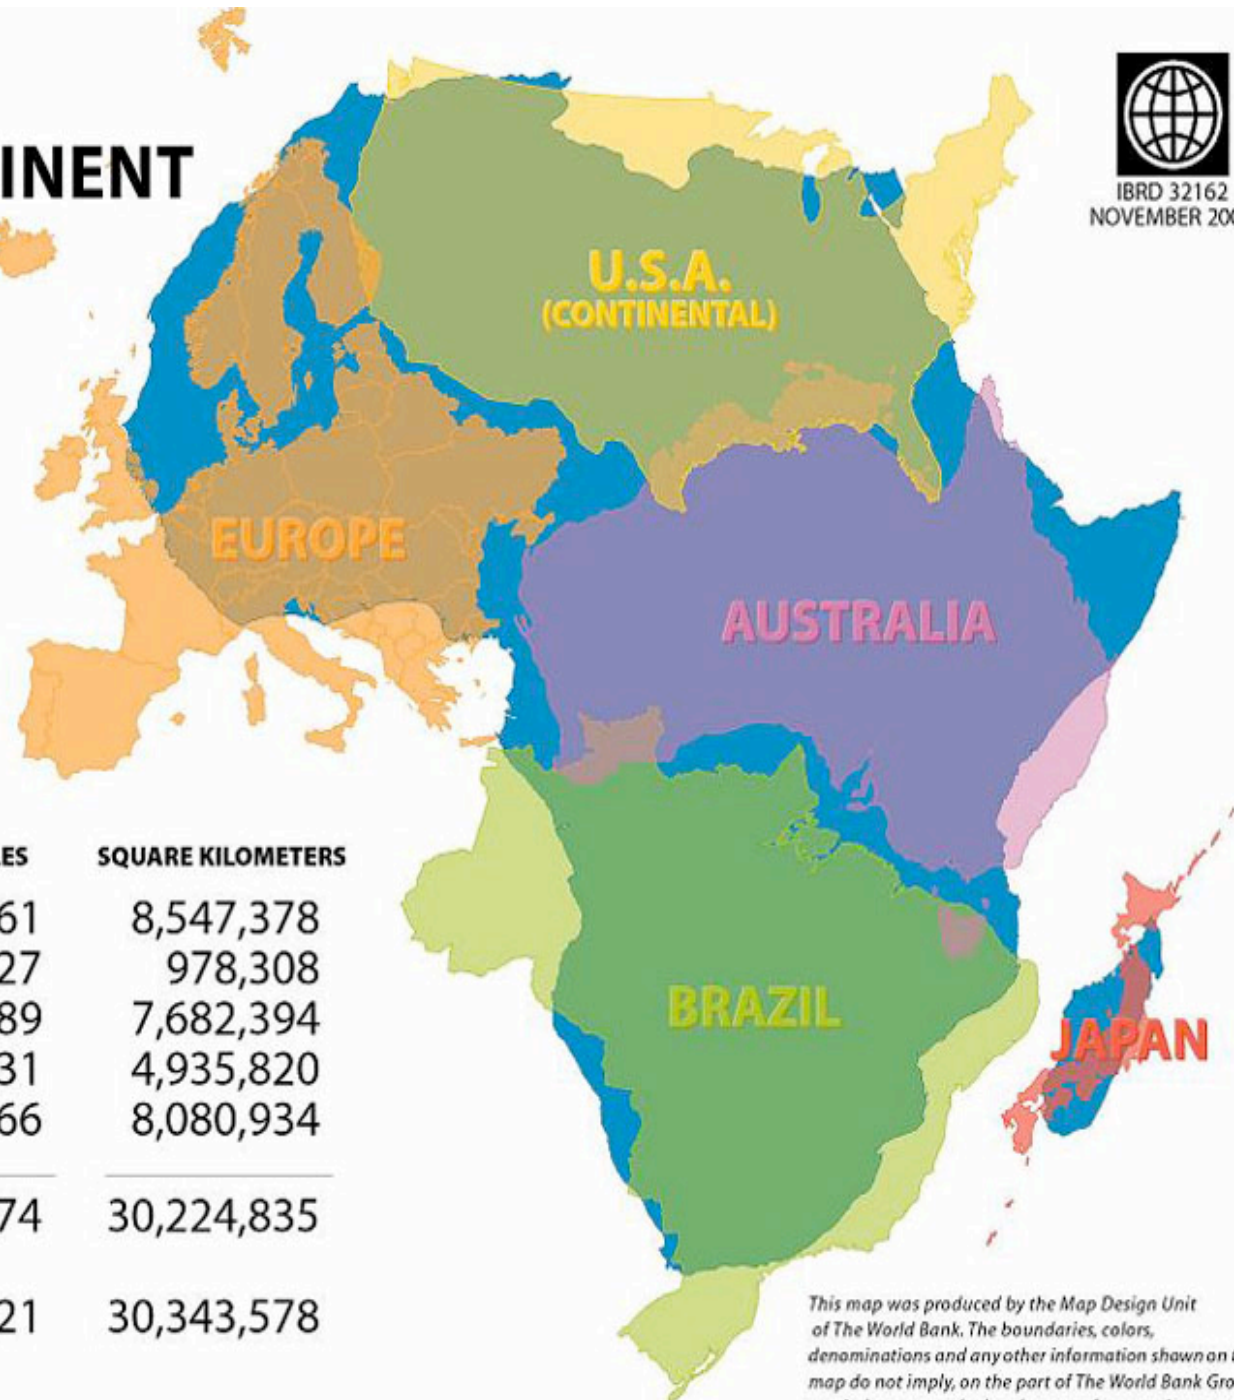 INENT
IBRD 32162
NOVEMBER 200
U.S.A.
(CONTINENTAL)
EUROPE
AUSTRALIA
BRAZIL
JAPAN
LES SQUARE KILOMETERS
61 8,547,378
27 978,308
89 7,682,394
31 4,935,820
66 8,080,934
74 30,224,835
21 30,343,578
This map was produced by the Map Design Unit
of The World Bank. The boundaries, colors,
denominations and any other information shown on t
map do not imply, on the part of The World Bank Gro